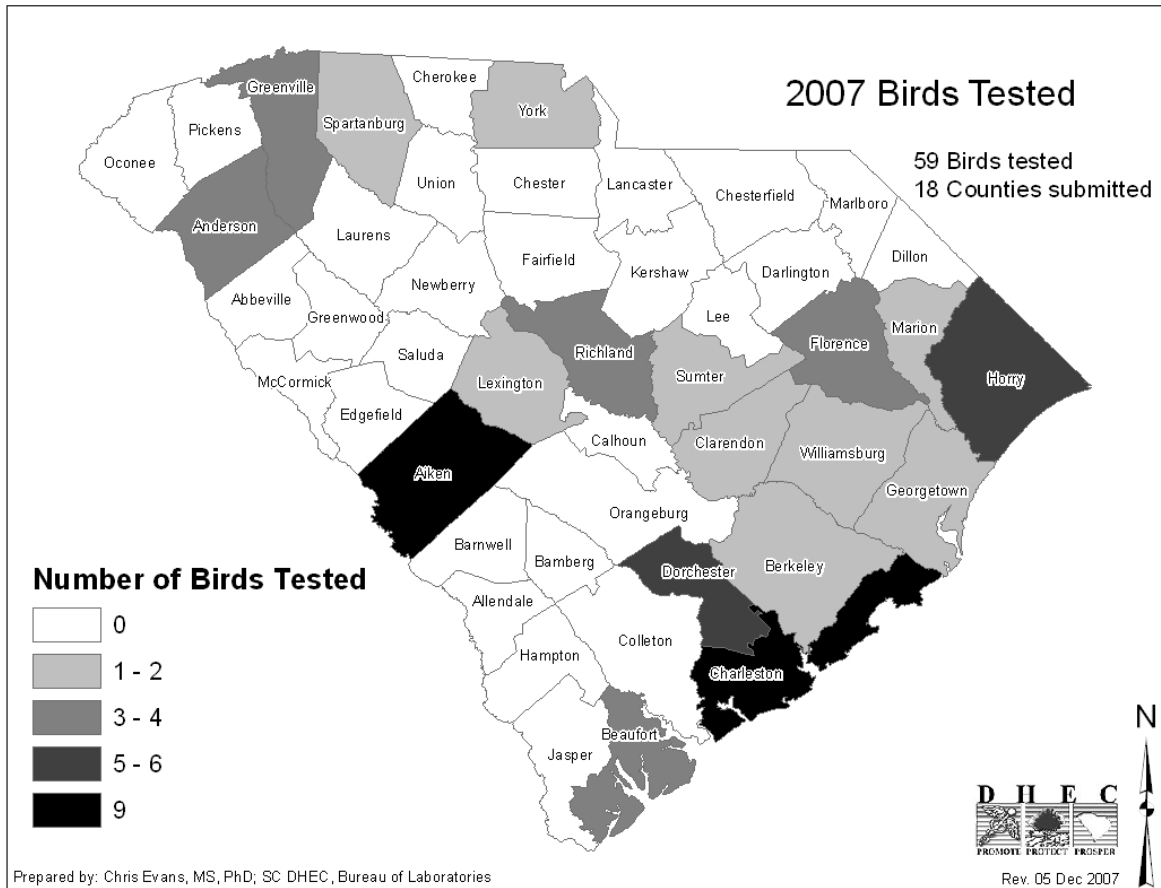 2007 Birds Tested
59 Birds tested
18 Counties submitted
Cherokee
Greenville
York
Pickens
Spartanburg
Oconee
Union
Chester
Lancaster
Chesterfield
Marlboro
Anderson
Laurens
Fairfield
Kershaw
Darlington
Dillon
Abbeville
Newberry
Greenwood
Lee
Marion
Saluda
Richland
Florence
McCormick
Lexington
Sumter
Horry
Edgefield
Calhoun
Clarendon
Williamsburg
Aiken
Georgetown
Orangeburg
Barnwell
Bamberg
Dorchester
Berkeley
Allendale
Colleton
Hampton
Charleston
Beaufort
Jasper
Number of Birds Tested
0
1 - 2
3 - 4
5 - 6
9
N
D H E C
PROMOTE PROTECT PROSPER
Prepared by: Chris Evans, MS, PhD; SC DHEC, Bureau of Laboratories
Rev. 05 Dec 2007